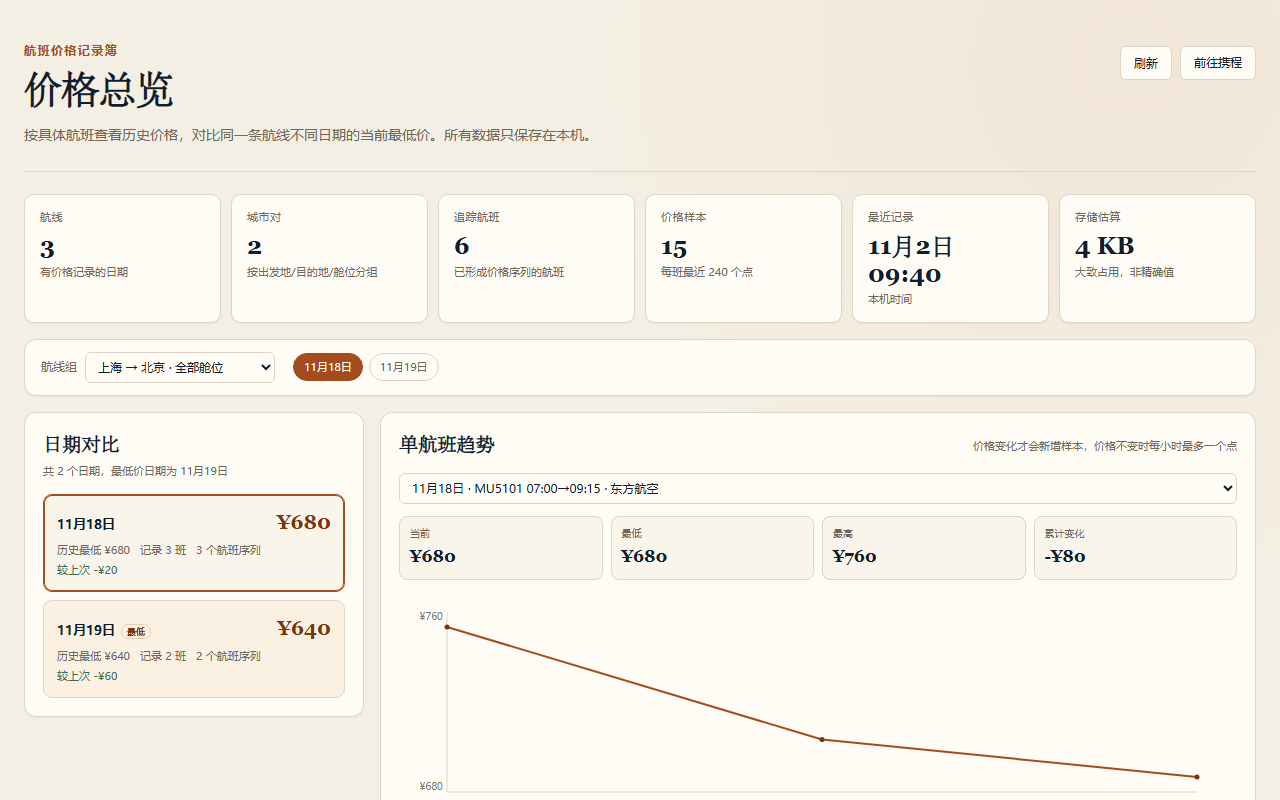 航班价格记录簿
价格总览
刷新
前往携程
按具体航班查看历史价格，对比同一条航线不同日期的当前最低价。所有数据只保存在本机。
航线
3
有价格记录的日期
城市对
2
按出发地/目的地/舱位分组
追踪航班
6
已形成价格序列的航班
价格样本
15
每班最近 240 个点
最近记录
11月2日
09:40
本机时间
存储估算
4 KB
大致占用，非精确值
航线组
上海 → 北京 · 全部舱位
11月18日
11月19日
日期对比
共 2 个日期，最低价日期为 11月19日
11月18日
¥680
历史最低 ¥680 记录 3 班 3 个航班序列
较上次 -¥20
11月19日 最低
¥640
历史最低 ¥640 记录 2 班 2 个航班序列
较上次 -¥60
单航班趋势
价格变化才会新增样本，价格不变时每小时最多一个点
11月18日 · MU5101 07:00→09:15 · 东方航空
当前
¥680
最低
¥680
最高
¥760
累计变化
-¥80
¥760
¥680